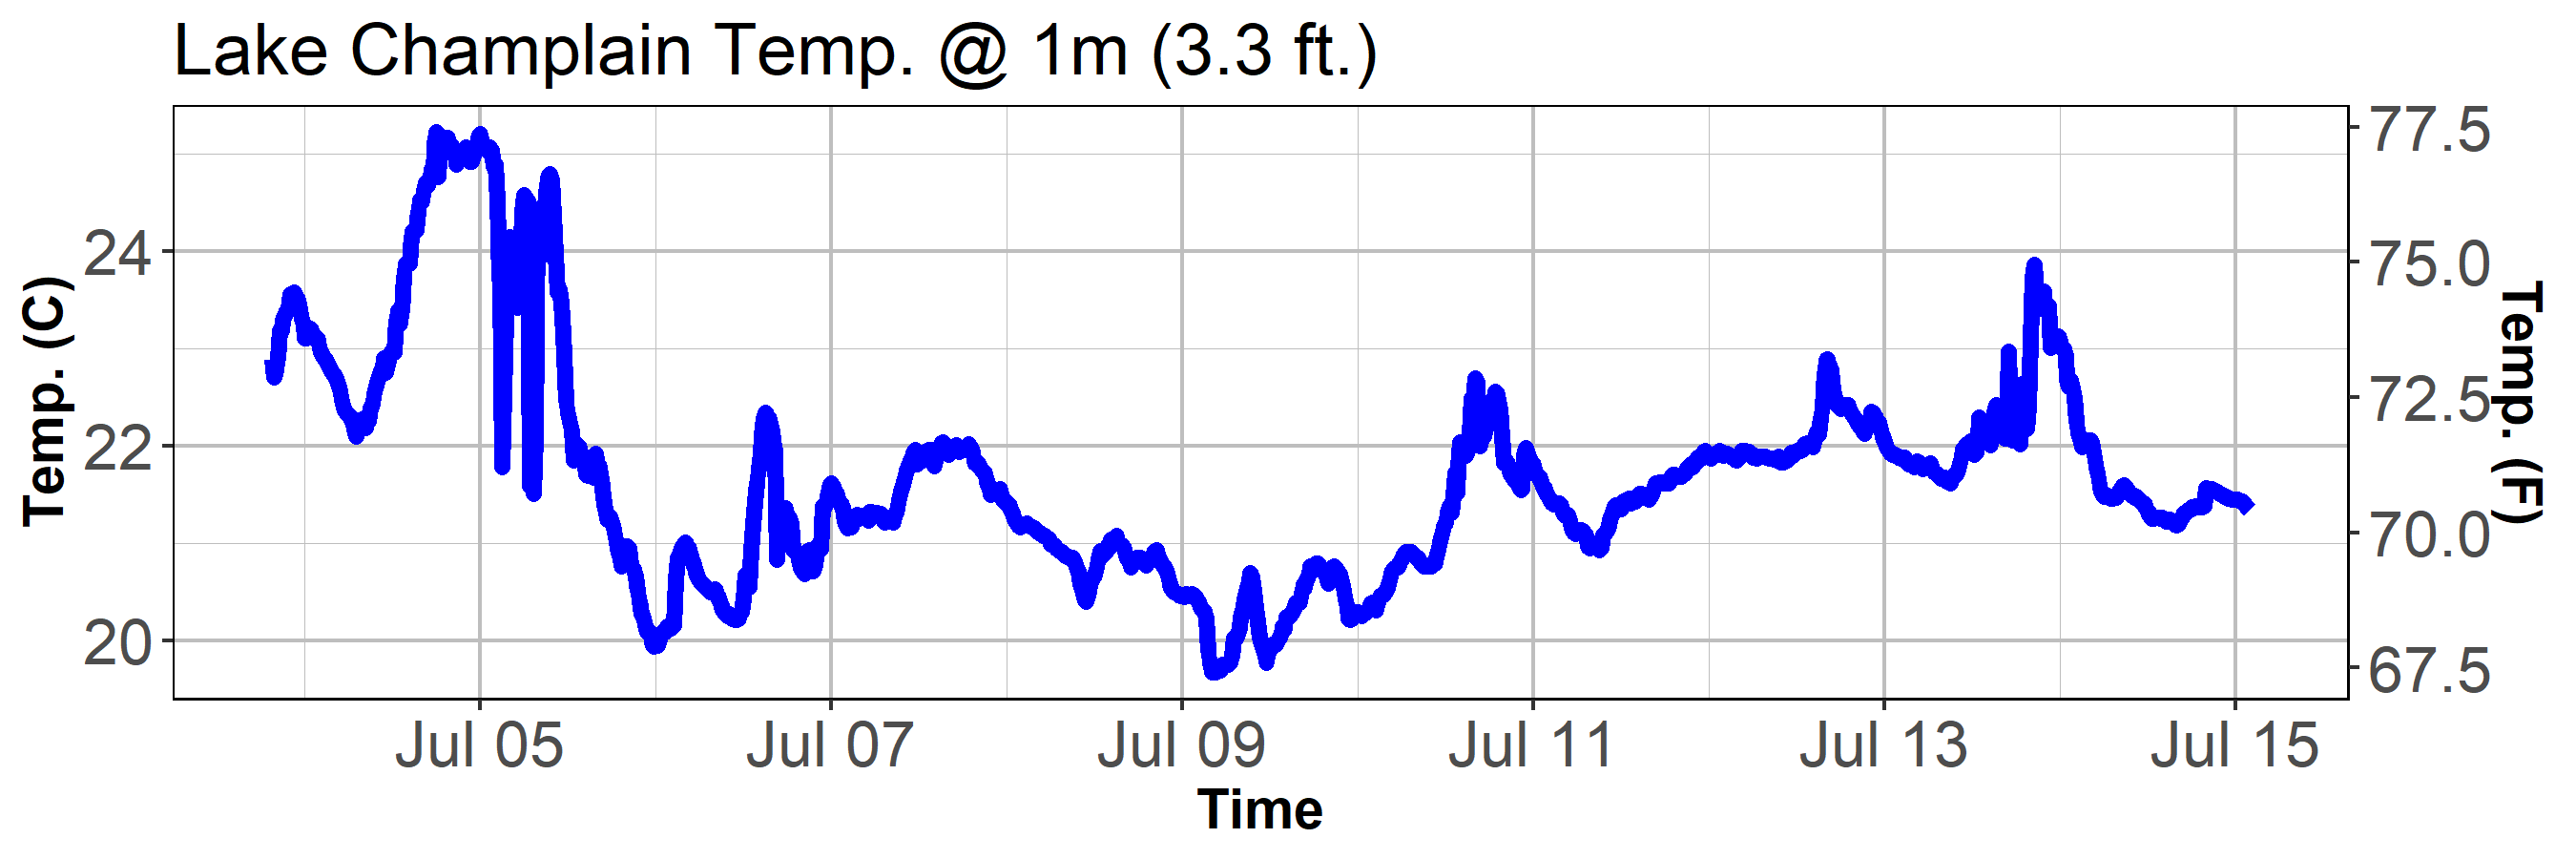 Lake Champlain Temp. @ 1m (3.3 ft.)
Temp. (C)
24
22
20
77.5
75.0
72.5
70.0
67.5
Temp. (F)
Jul 05 Jul 07 Jul 09 Jul 11 Jul 13 Jul 15
Time